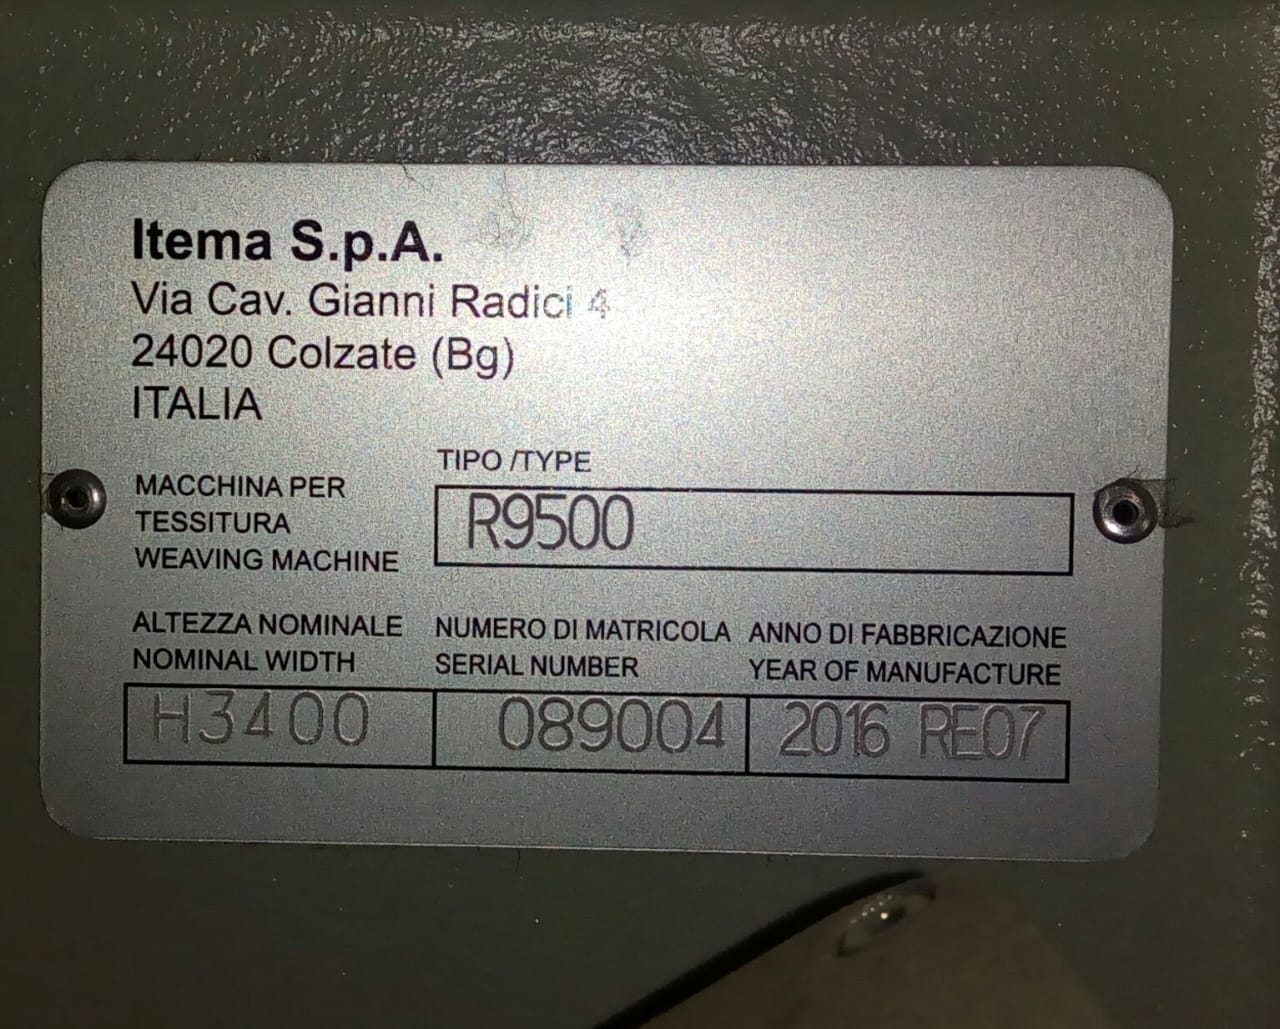 Itema S.p.A.
Via Cav. Gianni Radici 4
24020 Colzate (Bg)
ITALIA
TIPO /TYPE
MACCHINA PER
TESSITURA
WEAVING MACHINE
R9500
ALTEZZA NOMINALE
NOMINAL WIDTH
NUMERO DI MATRICOLA
SERIAL NUMBER
ANNO DI FABBRICAZIONE
YEAR OF MANUFACTURE
H3400
089004
2016 RE07